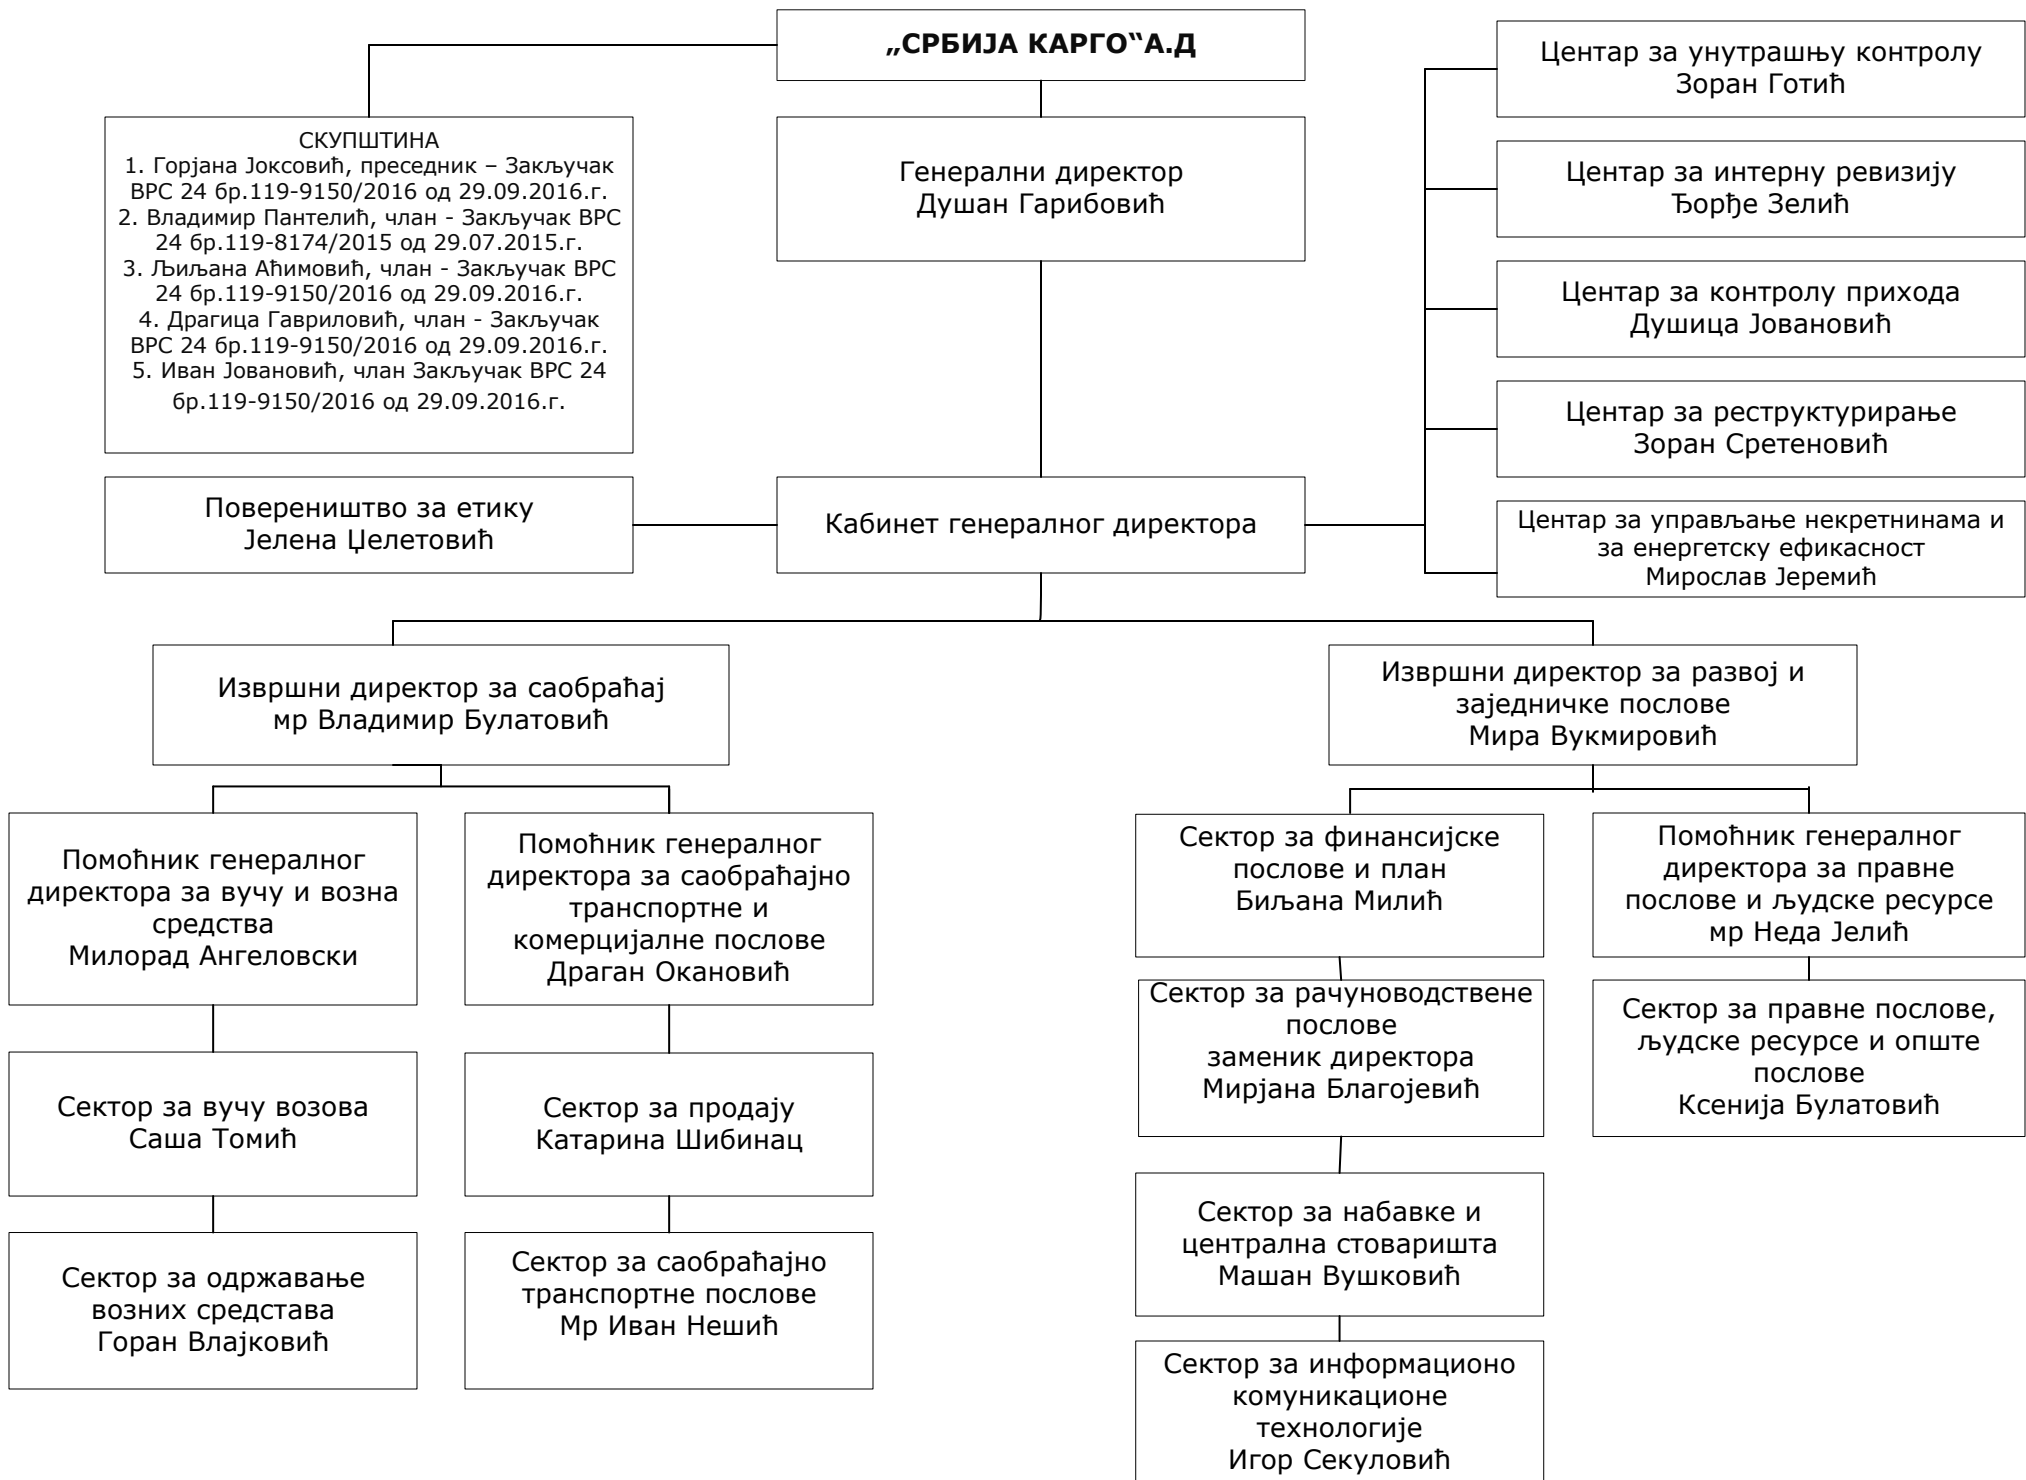 „СРБИЈА КАРГО“А.Д
СКУПШТИНА
1. Горјана Јоксовић, преседник – Закључак
ВРС 24 бр.119-9150/2016 од 29.09.2016.г.
2. Владимир Пантелић, члан - Закључак ВРС
24 бр.119-8174/2015 од 29.07.2015.г.
3. Љиљана Аћимовић, члан - Закључак ВРС
24 бр.119-9150/2016 од 29.09.2016.г.
4. Драгица Гавриловић, члан - Закључак
ВРС 24 бр.119-9150/2016 од 29.09.2016.г.
5. Иван Јовановић, члан Закључак ВРС 24
бр.119-9150/2016 од 29.09.2016.г.
Генерални директор
Душан Гарибовић
Центар за унутрашњу контролу
Зоран Готић
Центар за интерну ревизију
Ђорђе Зелић
Центар за контролу прихода
Душица Јовановић
Центар за реструктурирање
Зоран Сретеновић
Центар за управљање некретнинама и
за енергетску ефикасност
Мирослав Јеремић
Повереништво за етику
Јелена Џелетовић
Кабинет генералног директора
Извршни директор за саобраћај
мр Владимир Булатовић
Извршни директор за развој и
заједничке послове
Мира Вукмировић
Помоћник генералног
директора за вучу и возна
средства
Милорад Ангеловски
Помоћник генералног
директора за саобраћајно
транспортне и
комерцијалне послове
Драган Окановић
Сектор за финансијске
послове и план
Биљана Милић
Помоћник генералног
директора за правне
послове и људске ресурсе
мр Неда Јелић
Сектор за вучу возова
Саша Томић
Сектор за продају
Катарина Шибинац
Сектор за рачуноводствене
послове
заменик директора
Мирјана Благојевић
Сектор за правне послове,
људске ресурсе и опште
послове
Ксенија Булатовић
Сектор за одржавање
возних средстава
Горан Влајковић
Сектор за саобраћајно
транспортне послове
Мр Иван Нешић
Сектор за набавке и
централна стоваришта
Машан Вушковић
Сектор за информационо
комуникационе
технологије
Игор Секуловић